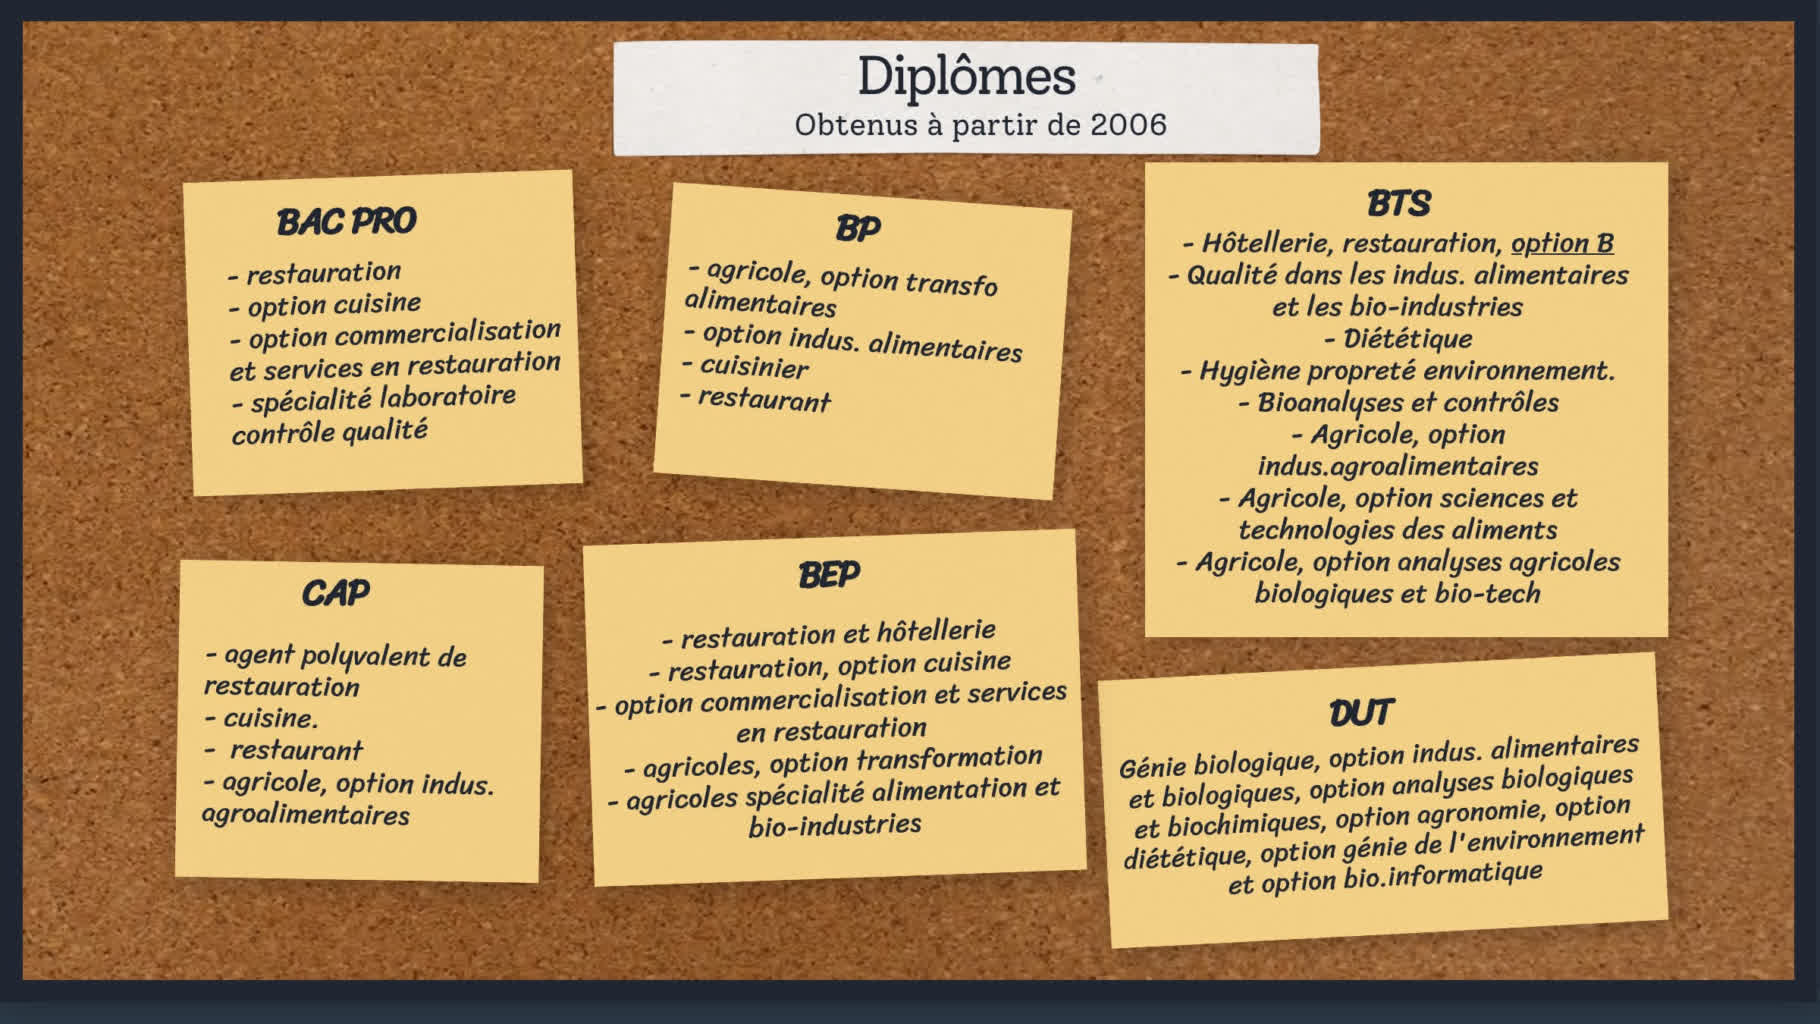 Diplômes
Obtenus à partir de 2006
BAC PRO
- restauration
- option cuisine
- option commercialisation
et services en restauration
- spécialité laboratoire
contrôle qualité
BP
- agricole, option transfo
alimentaires
- option indus. alimentaires
- cuisinier
- restaurant
BTS
- Hôtellerie, restauration, option B
- Qualité dans les indus. alimentaires
et les bio-industries
- Diététique
- Hygiène propreté environnement.
- Bioanalyses et contrôles
- Agricole, option
indus.agroalimentaires
- Agricole, option sciences et
technologies des aliments
- Agricole, option analyses agricoles
biologiques et bio-tech
CAP
- agent polyvalent de
restauration
- cuisine.
- restaurant
- agricole, option indus.
agroalimentaires
BEP
- restauration et hôtellerie
- restauration, option cuisine
- option commercialisation et services
en restauration
- agricoles, option transformation
- agricoles spécialité alimentation et
bio-industries
DUT
Génie biologique, option indus. alimentaires
et biologiques, option analyses biologiques
et biochimiques, option agronomie, option
diététique, option génie de l'environnement
et option bio.informatique